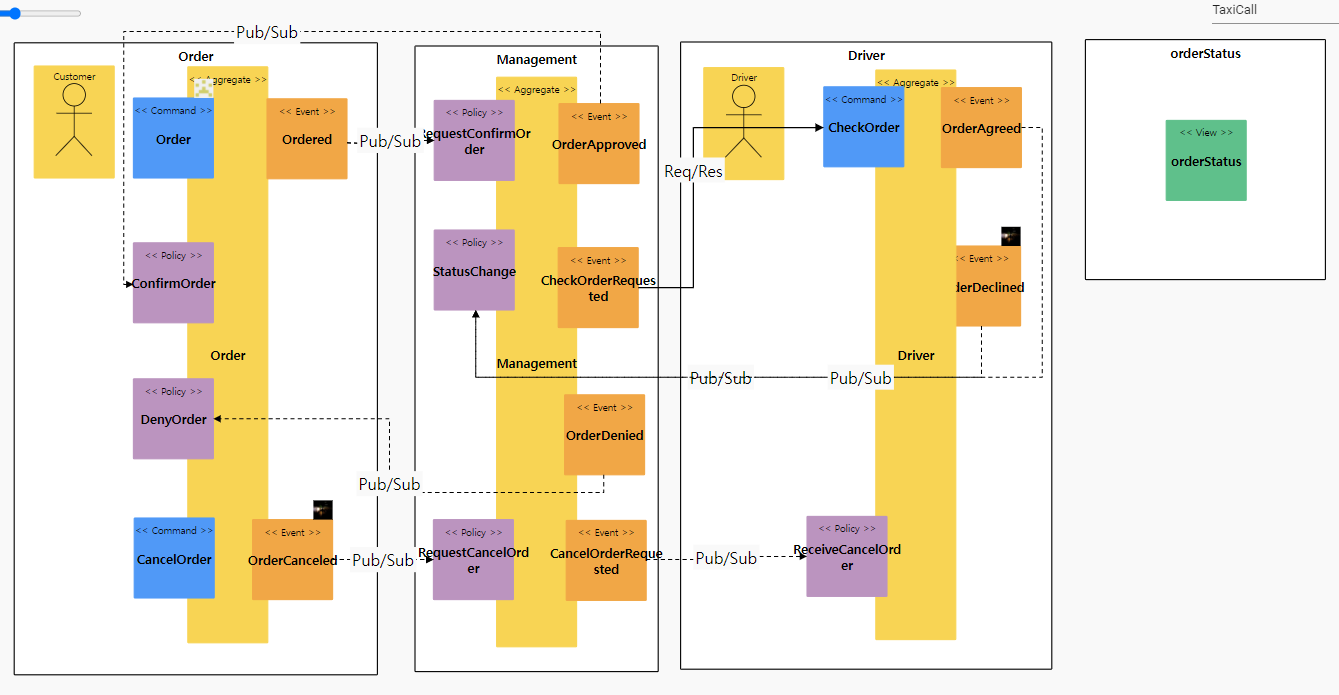 TaxiCall
Pub/Sub
Order
Customer
<< Aggregate >>
<< Command >>
Order
<< Event >>
Ordered
Pub/Sub
<< Policy >>
ConfirmOrder
Order
<< Policy >>
DenyOrder
Pub/Sub
<< Command >>
CancelOrder
<< Event >>
OrderCanceled
Pub/Sub
Management
<< Aggregate >>
<< Policy >>
equestConfirmOr
der
<< Event >>
OrderApproved
<< Policy >>
StatusChange
<< Event >>
CheckOrderReques
ted
Management
<< Event >>
OrderDenied
<< Policy >>
RequestCancelOrd
er
<< Event >>
CancelOrderReque
sted
Req/Res
Pub/Sub
Pub/Sub
Pub/Sub
Driver
Driver
<< Aggregate >>
<< Command >>
CheckOrder
<< Event >>
OrderAgreed
< Event >>
derDeclined
Driver
<< Policy >>
ReceiveCancelOrd
er
orderStatus
<< View >>
orderStatus